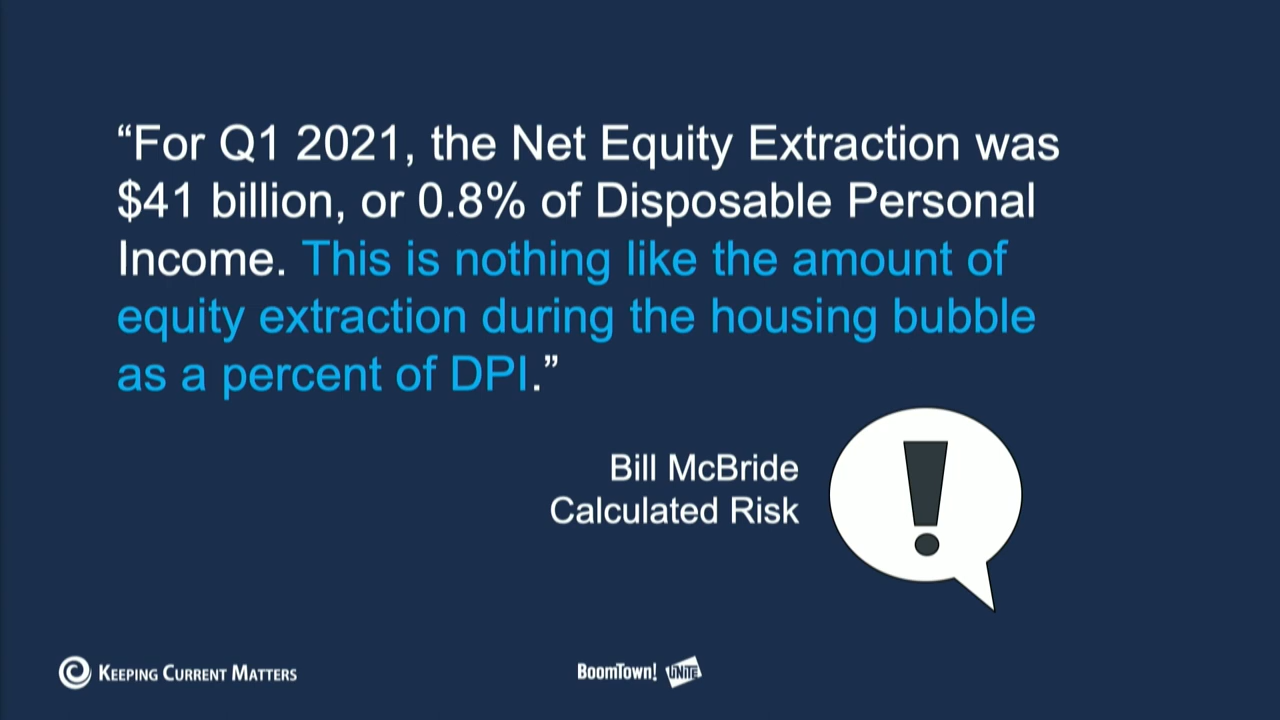 “For Q1 2021, the Net Equity Extraction was
$41 billion, or 0.8% of Disposable Personal
Income. This is nothing like the amount of
equity extraction during the housing bubble
as a percent of DPI.”
Bill McBride
Calculated Risk
!
KEEPING CURRENT MATTERS
BoomTown! UNITE